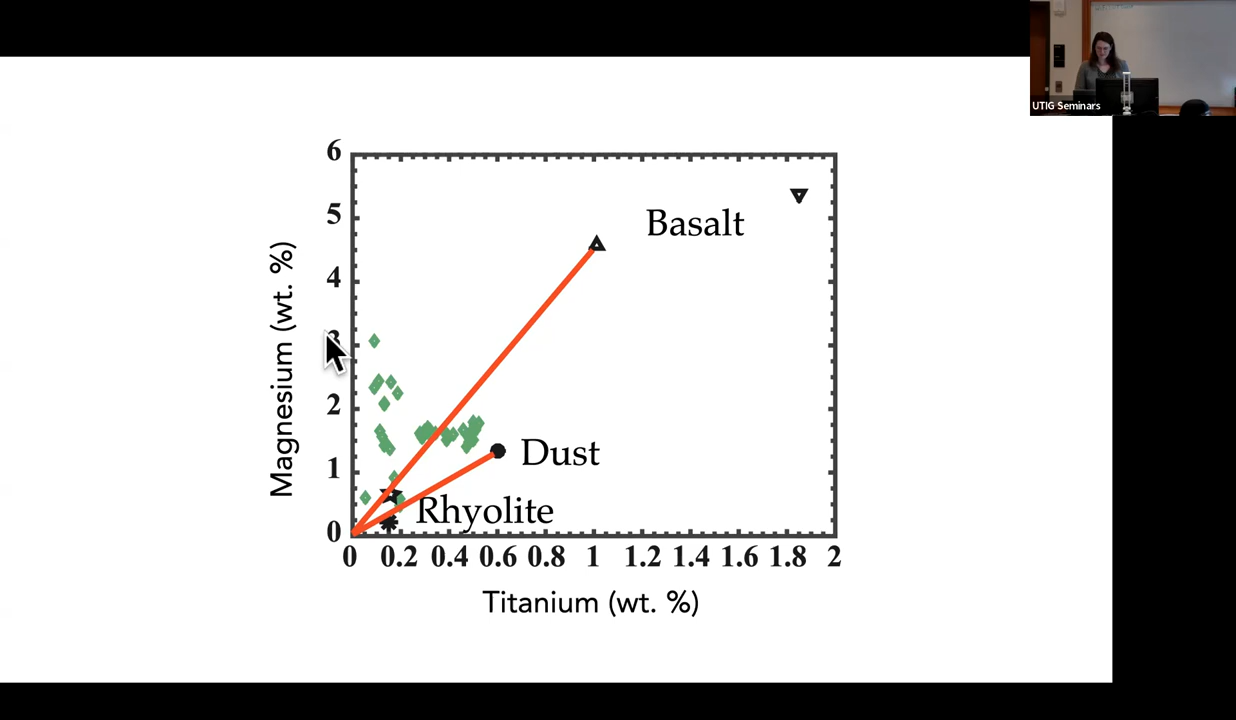 UTIG Seminars
6
5
4
3
2
1
0
Magnesium (wt. %)
Basalt
Dust
Rhyolite
0 0.2 0.4 0.6 0.8 1 1.2 1.4 1.6 1.8 2
Titanium (wt. %)